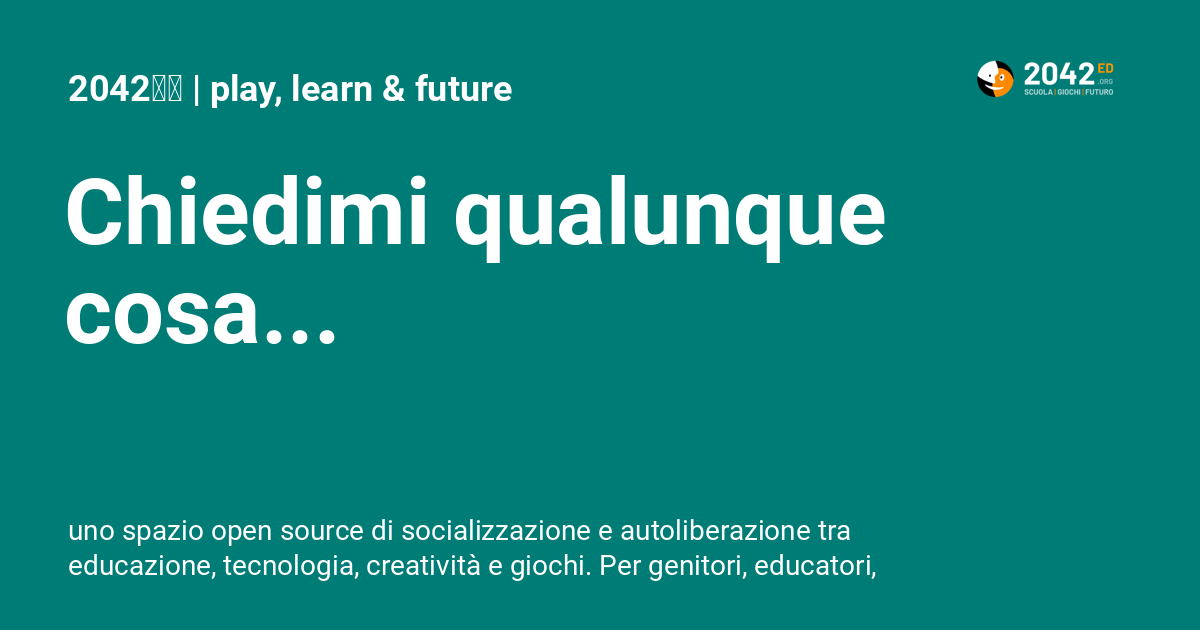 2042 | play, learn & future
2042 ED
.ORG
SCUOLA | GIOCHI | FUTURO
Chiedimi qualunque
cosa...
uno spazio open source di socializzazione e autoliberazione tra
educazione, tecnologia, creatività e giochi. Per genitori, educatori,